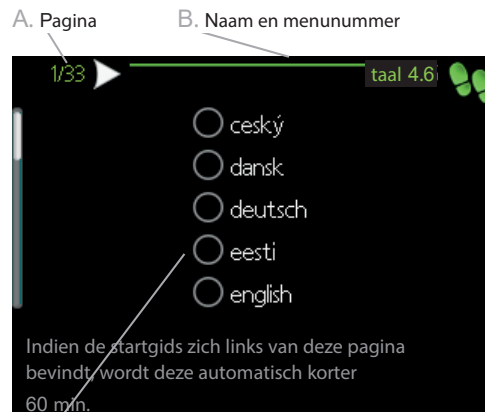 A. Pagina
B. Naam en menunummer
1/33
taal 4.6
ceský
dansk
deutsch
eesti
english
Indien de startgids zich links van deze pagina
bevindt, wordt deze automatisch korter
60 min.